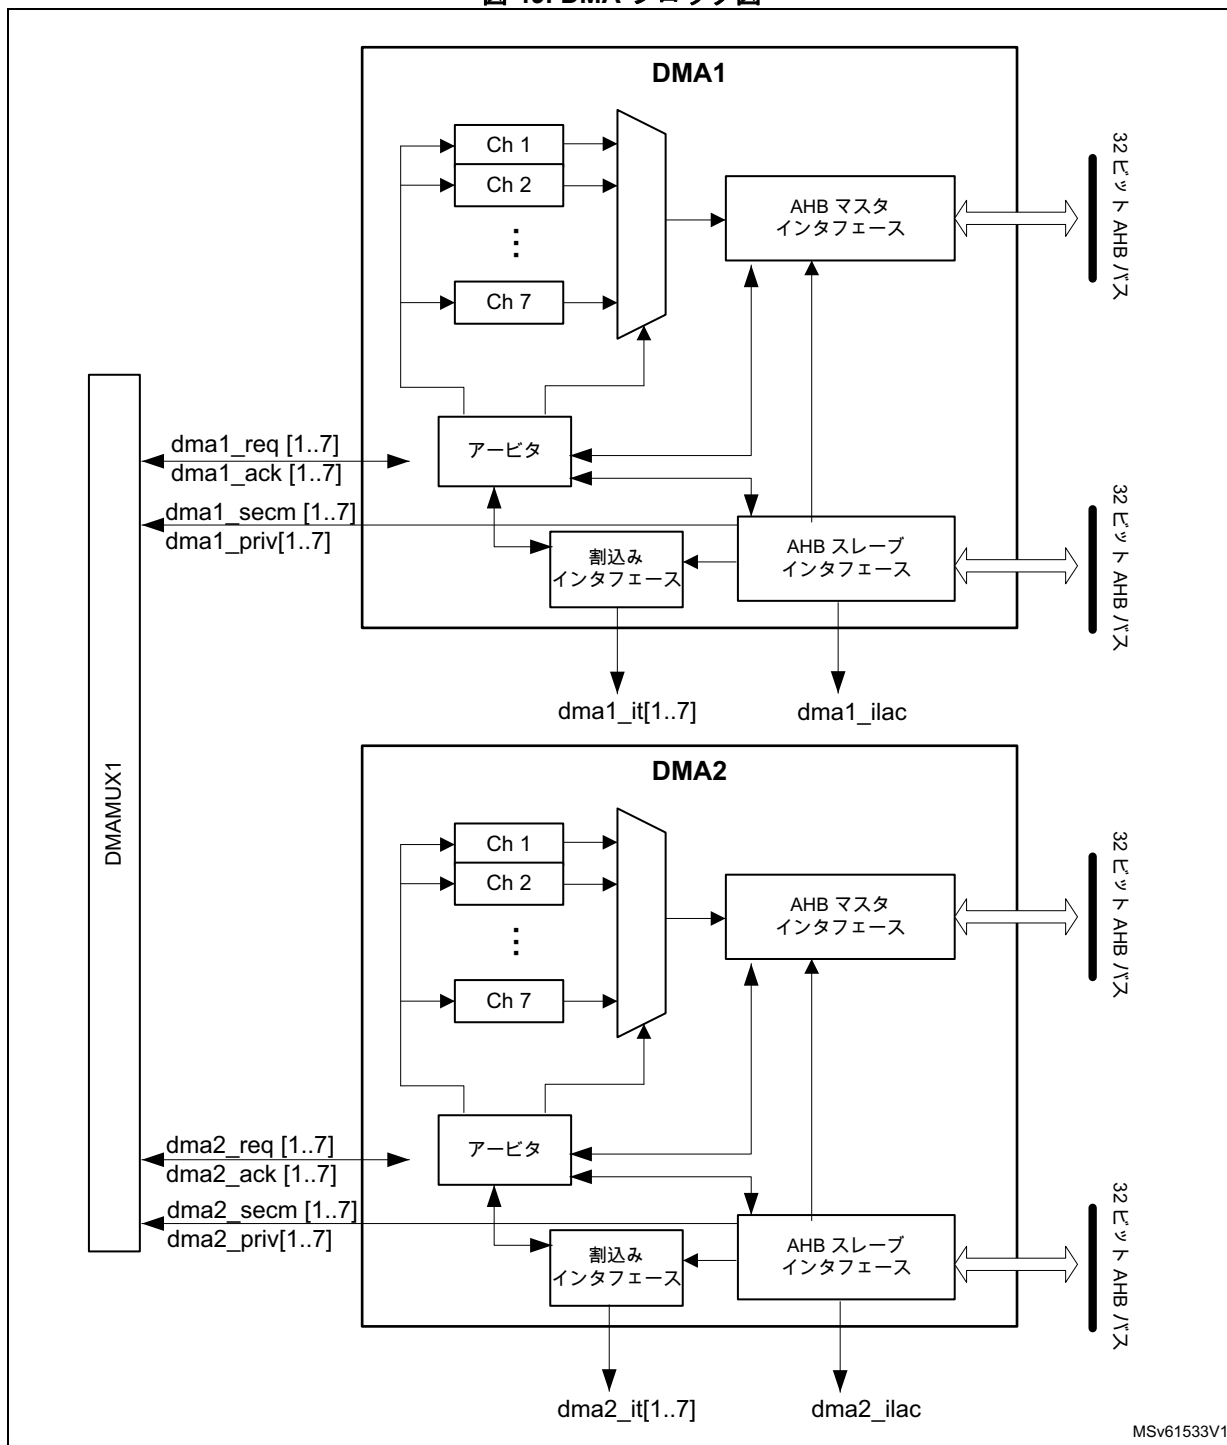 DMA1
Ch 1
Ch 2
Ch 7
AHB マスタ
インタフェース
32 ビット AHB バス
アービタ
dma1_req [1..7]
dma1_ack [1..7]
dma1_secm [1..7]
dma1_priv[1..7]
割込み
インタフェース
AHB スレーブ
インタフェース
32 ビット AHB バス
dma1_it[1..7]
dma1_ilac
DMAMUX1
DMA2
Ch 1
Ch 2
Ch 7
AHB マスタ
インタフェース
32 ビット AHB バス
アービタ
dma2_req [1..7]
dma2_ack [1..7]
dma2_secm [1..7]
dma2_priv[1..7]
割込み
インタフェース
AHB スレーブ
インタフェース
32 ビット AHB バス
dma2_it[1..7]
dma2_ilac
MSv61533V1